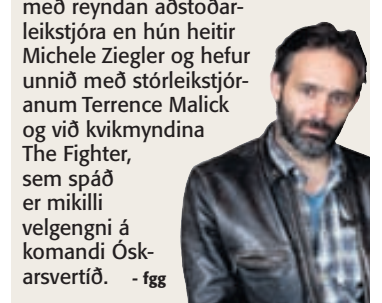 með reyndan aðstoðar-
leikstjóra en hún heitir
Michele Ziegler og hefur
unnið með stórleikstjór-
anum Terrence Malick
og við kvikmyndina
The Fighter,
sem spáð
er mikilli
velgengni á
komandi Ósk-
arsvertíð. - fgg